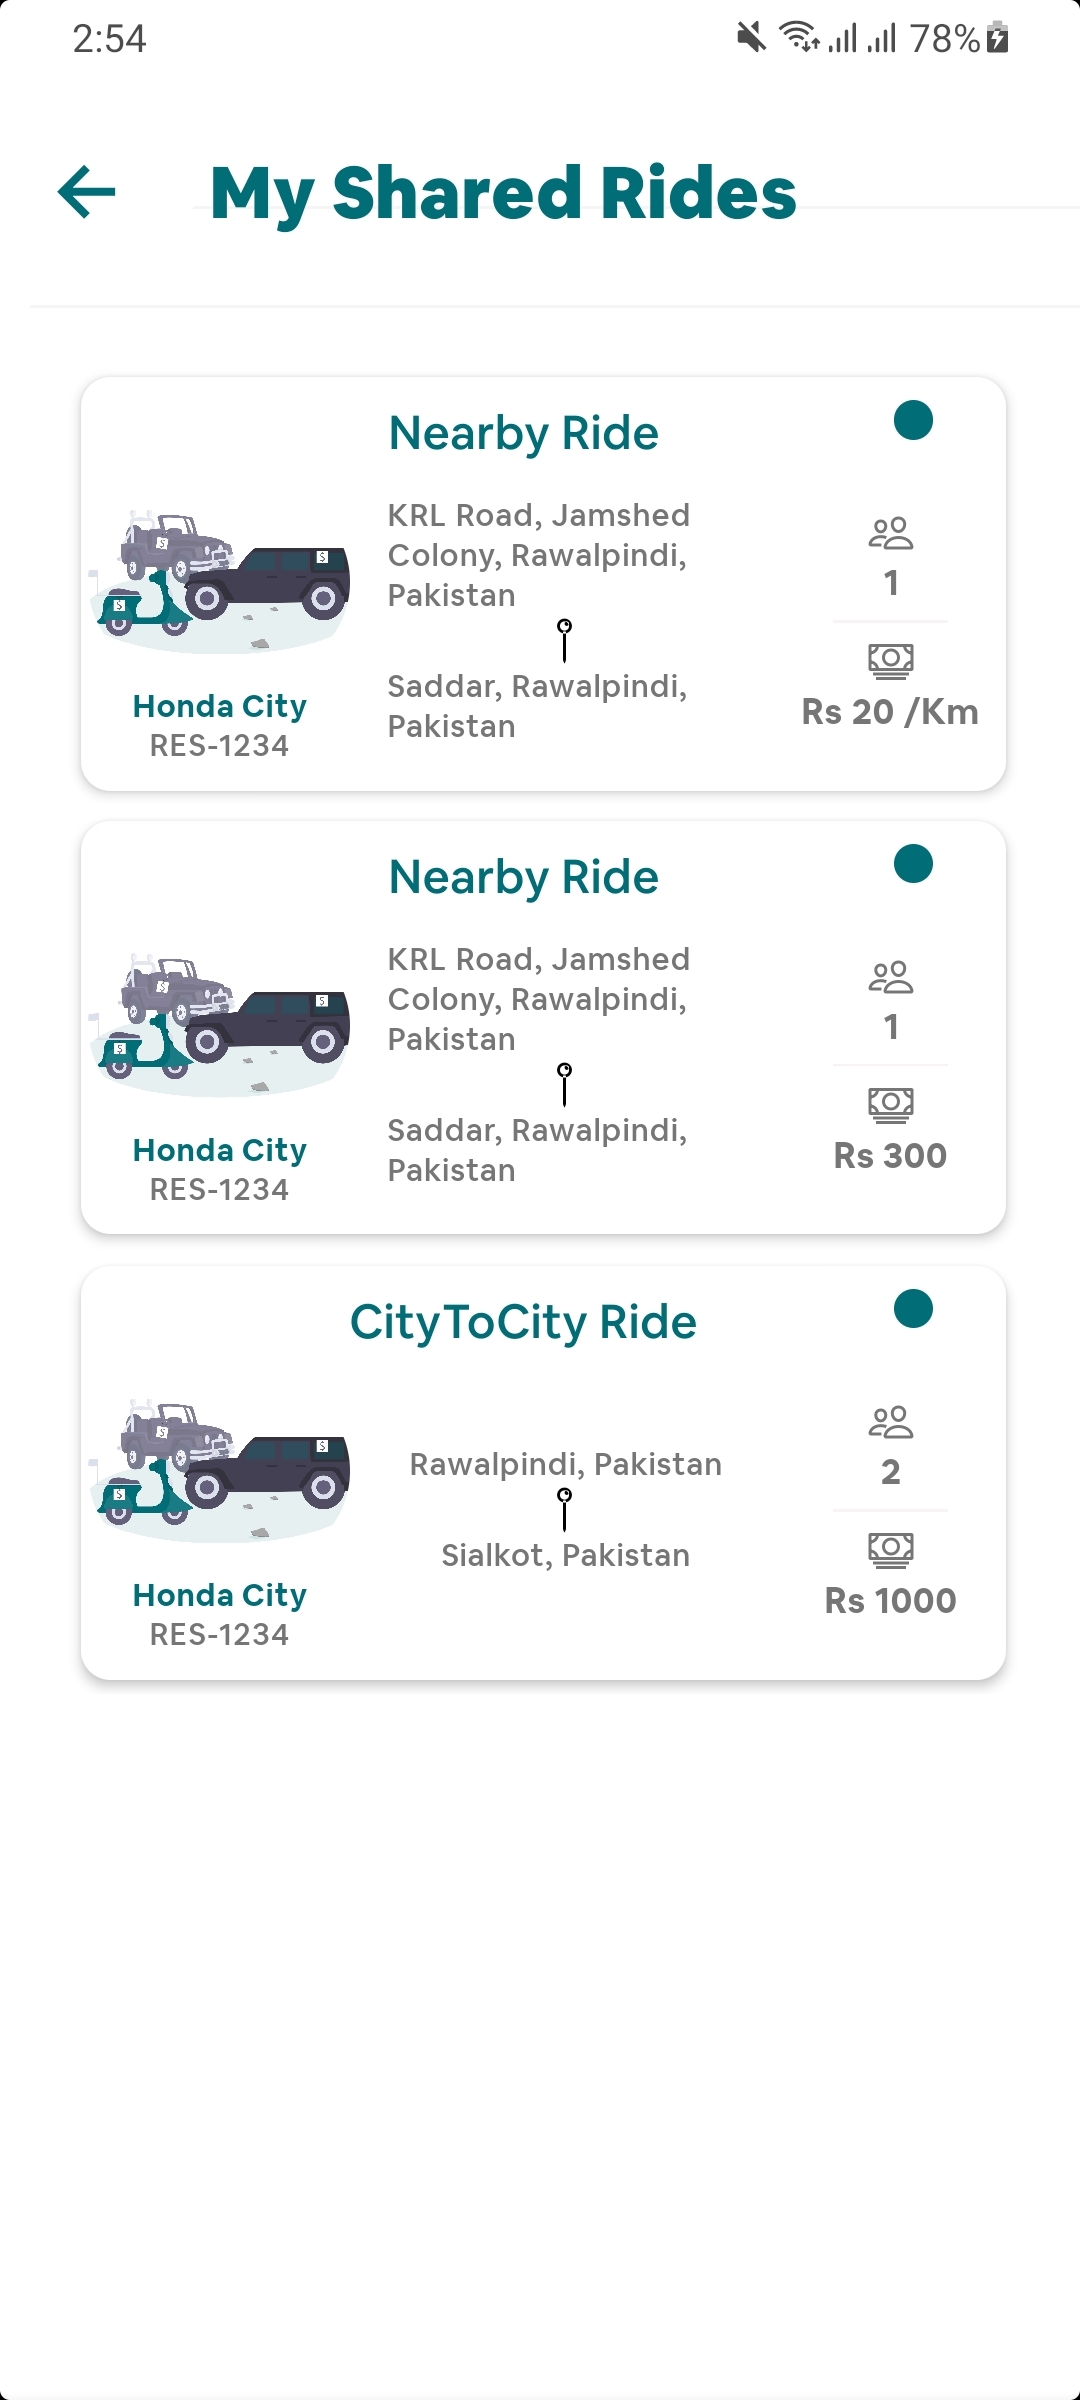 2:54
78%
My Shared Rides
Nearby Ride
KRL Road, Jamshed
Colony, Rawalpindi,
Pakistan
Saddar, Rawalpindi,
Pakistan
Honda City
RES-1234
1
Rs 20 /Km
Nearby Ride
KRL Road, Jamshed
Colony, Rawalpindi,
Pakistan
Saddar, Rawalpindi,
Pakistan
Honda City
RES-1234
1
Rs 300
CityToCity Ride
Rawalpindi, Pakistan
Sialkot, Pakistan
Honda City
RES-1234
2
Rs 1000